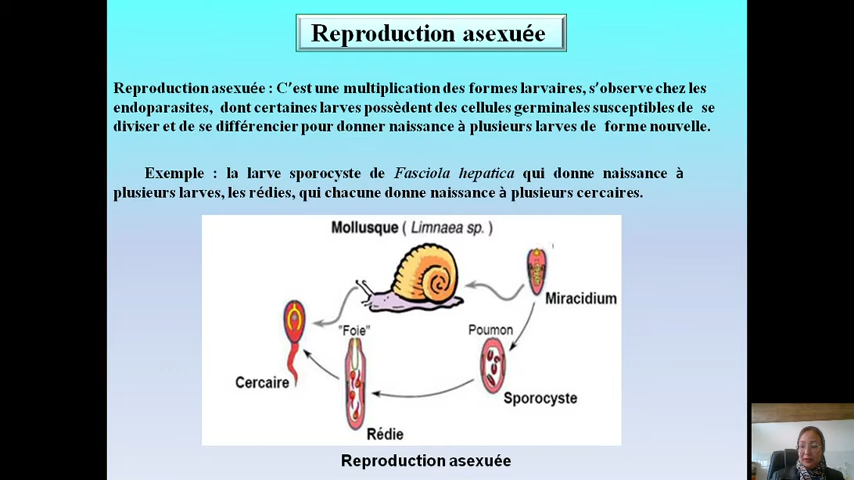 Reproduction asexuée
Reproduction asexuée : C'est une multiplication des formes larvaires, s'observe chez les
endoparasites, dont certaines larves possèdent des cellules germinales susceptibles de se
diviser et de se différencier pour donner naissance à plusieurs larves de forme nouvelle.
Exemple : la larve sporocyste de Fasciola hepatica qui donne naissance à
plusieurs larves, les rédies, qui chacune donne naissance à plusieurs cercaires.
Mollusque ( Limnaea sp. )
Miracidium
"Foie"
Poumon
Cercaire
Sporocyste
Rédie
Reproduction asexuée